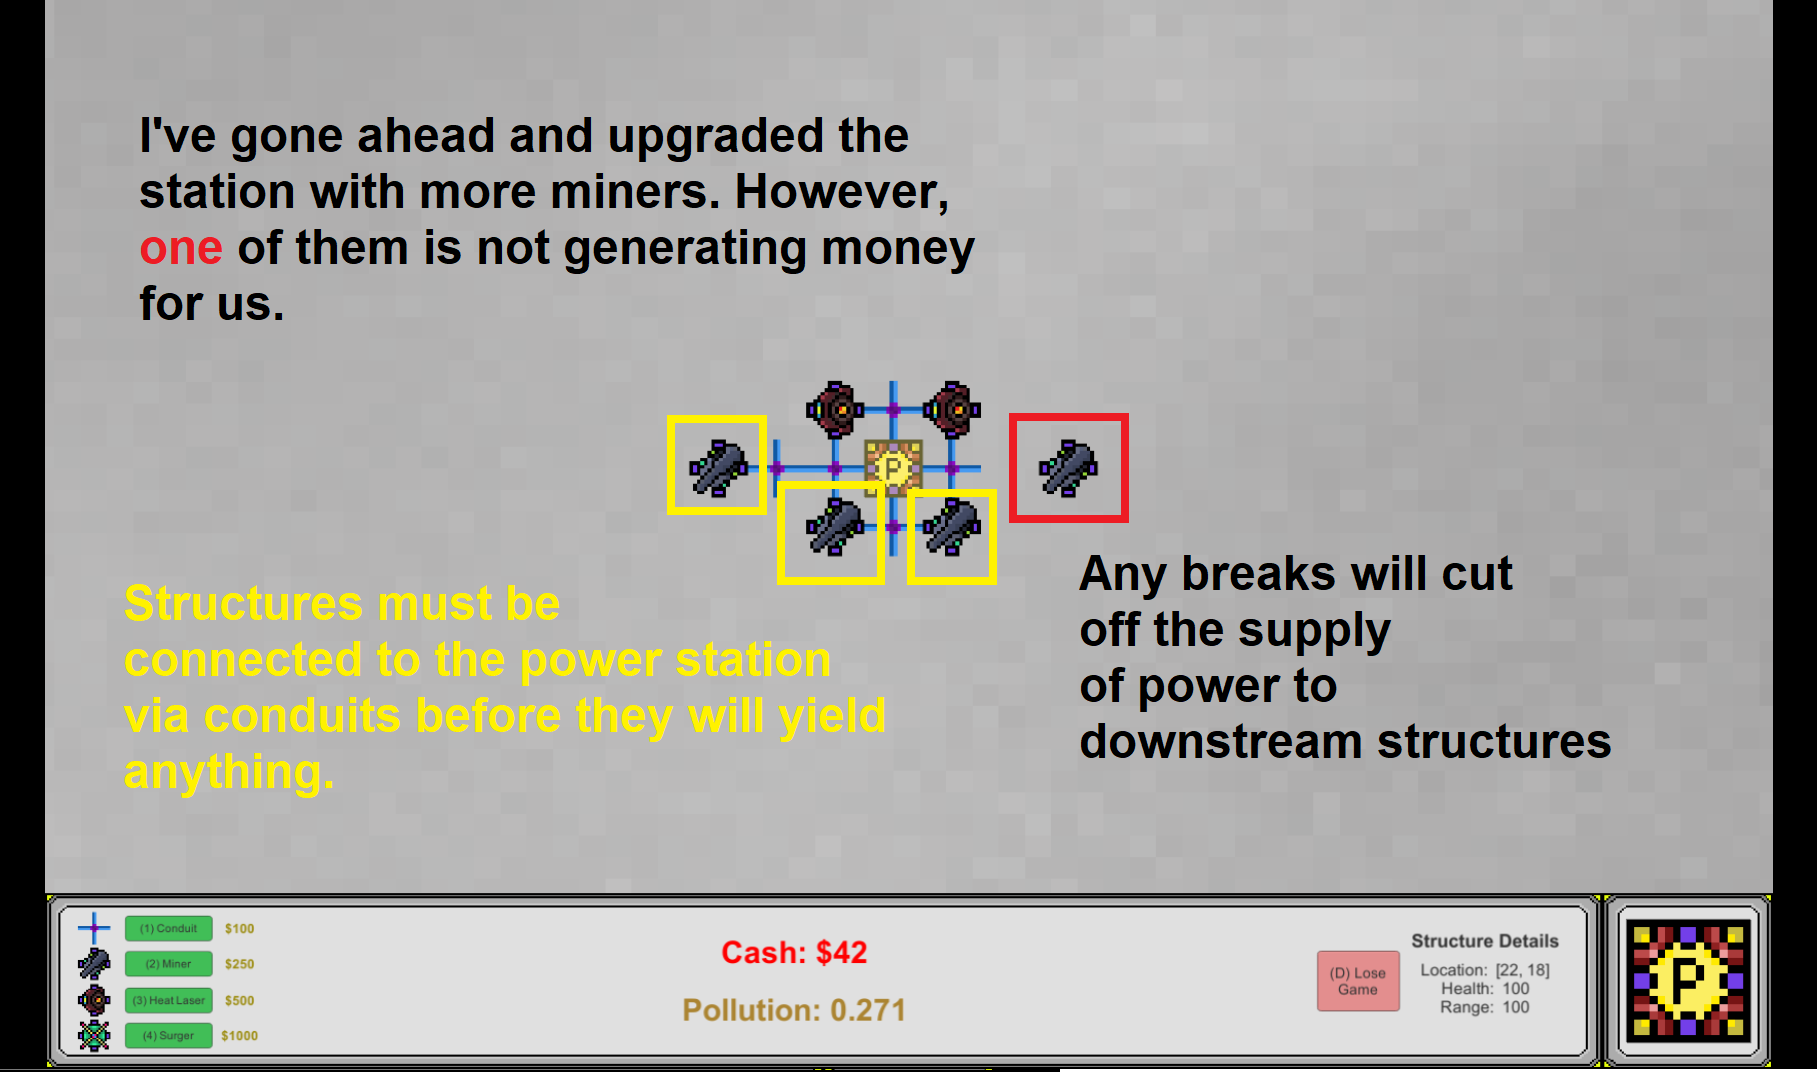 I've gone ahead and upgraded the
station with more miners. However,
one of them is not generating money
for us.
P
Structures must be
connected to the power station
via conduits before they will yield
anything.
Any breaks will cut
off the supply
of power to
downstream structures
(1) Conduit $100
(2) Miner $250
(3) Heat Laser $500
(4) Surger $1000
Cash: $42
Pollution: 0.271
(D) Lose
Game
Structure Details
Location: [22, 18]
Health: 100
Range: 100
P